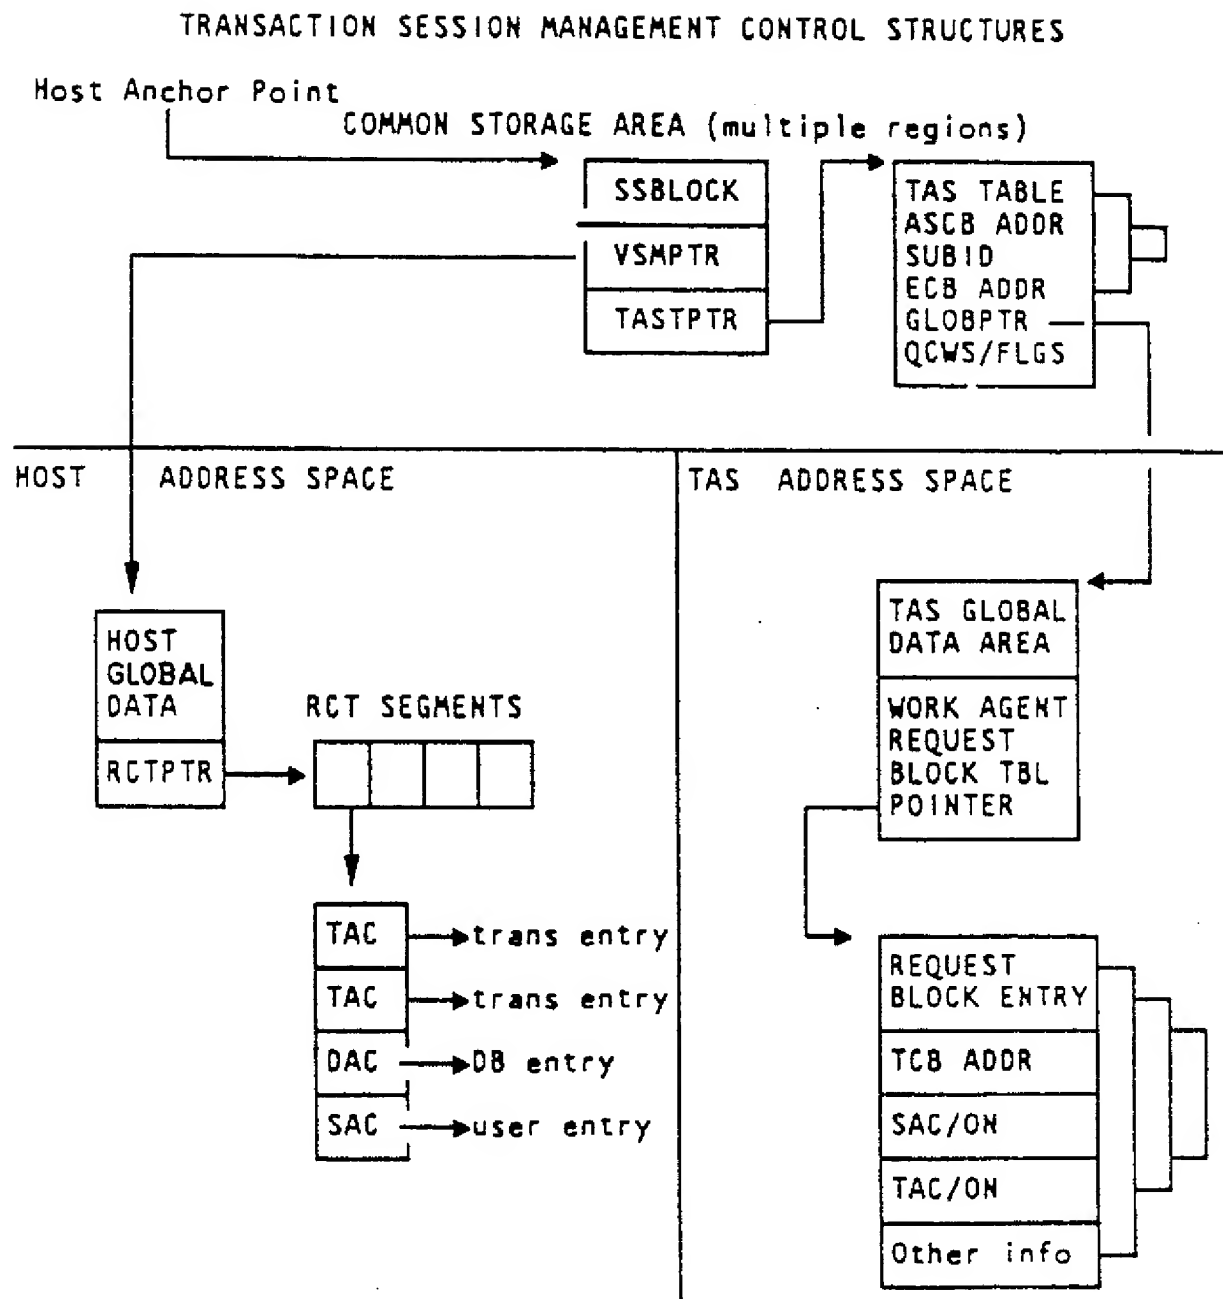 TRANSACTION SESSION MANAGEMENT CONTROL STRUCTURES
Host Anchor Point
COMMON STORAGE AREA (multiple regions)
SSBLOCK
VSMPTR
TASTPTR
TAS TABLE
ASCB ADDR
SUBID
ECB ADDR
GLOBPTR
QCWS/FLGS
HOST ADDRESS SPACE
HOST
GLOBAL
DATA
RCTPTR
RCT SEGMENTS
TAC trans entry
TAC trans entry
DAC DB entry
SAC user entry
TAS ADDRESS SPACE
TAS GLOBAL
DATA AREA
WORK AGENT
REQUEST
BLOCK TBL
POINTER
REQUEST
BLOCK ENTRY
TCB ADDR
SAC/ON
TAC/ON
Other info